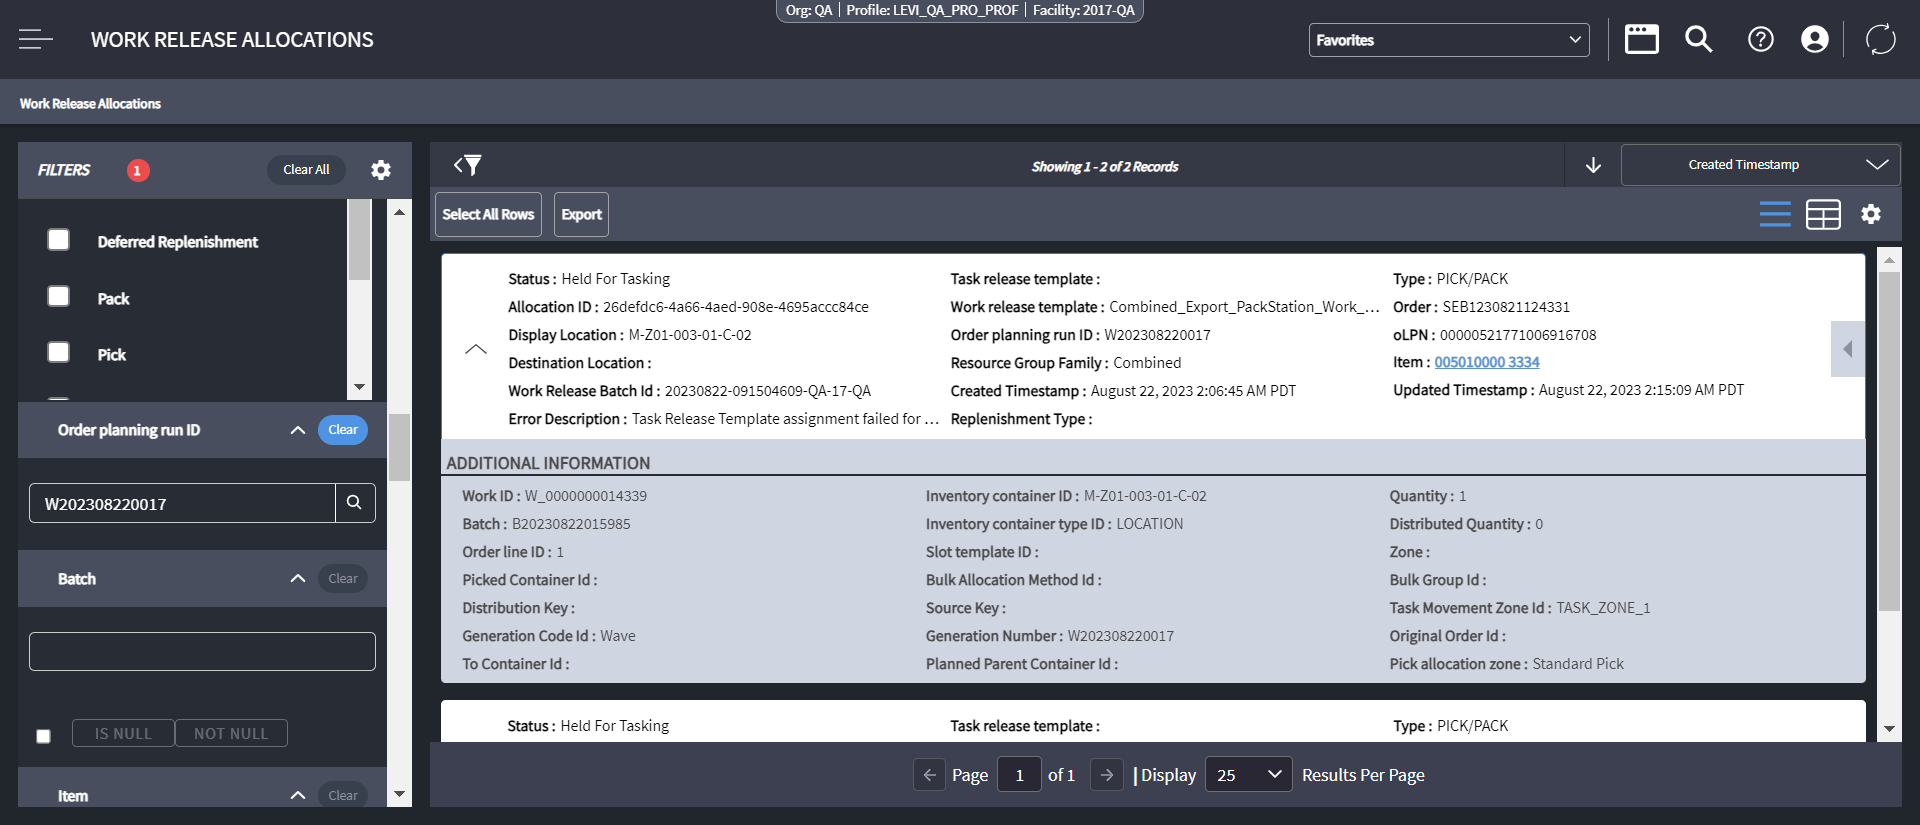 Org: QA | Profile: LEVI_QA_PRO_PROF | Facility: 2017-QA
WORK RELEASE ALLOCATIONS
Favorites
Work Release Allocations
FILTERS 1 Clear All
Deferred Replenishment
Pack
Pick
Order planning run ID Clear
W202308220017
Batch Clear
IS NULL NOT NULL
Item Clear
Showing 1 - 2 of 2 Records
Created Timestamp
Select All Rows Export
Status : Held For Tasking Task release template : Type : PICK/PACK
Allocation ID : 26defdc6-4a66-4aed-908e-4695accc84ce Work release template : Combined_Export_PackStation_Work_... Order : SEB1230821124331
Display Location : M-Z01-003-01-C-02 Order planning run ID : W202308220017 oLPN : 00000521771006916708
Destination Location : Resource Group Family : Combined Item : 005010000 3334
Work Release Batch Id : 20230822-091504609-QA-17-QA Created Timestamp : August 22, 2023 2:06:45 AM PDT Updated Timestamp : August 22, 2023 2:15:09 AM PDT
Error Description : Task Release Template assignment failed for ... Replenishment Type :
ADDITIONAL INFORMATION
Work ID : W_0000000014339 Inventory container ID : M-Z01-003-01-C-02 Quantity : 1
Batch : B20230822015985 Inventory container type ID : LOCATION Distributed Quantity : 0
Order line ID : 1 Slot template ID : Zone :
Picked Container Id : Bulk Allocation Method Id : Bulk Group Id :
Distribution Key : Source Key : Task Movement Zone Id : TASK_ZONE_1
Generation Code Id : Wave Generation Number : W202308220017 Original Order Id :
To Container Id : Planned Parent Container Id : Pick allocation zone : Standard Pick
Status : Held For Tasking Task release template : Type : PICK/PACK
Page 1 of 1 | Display 25 Results Per Page